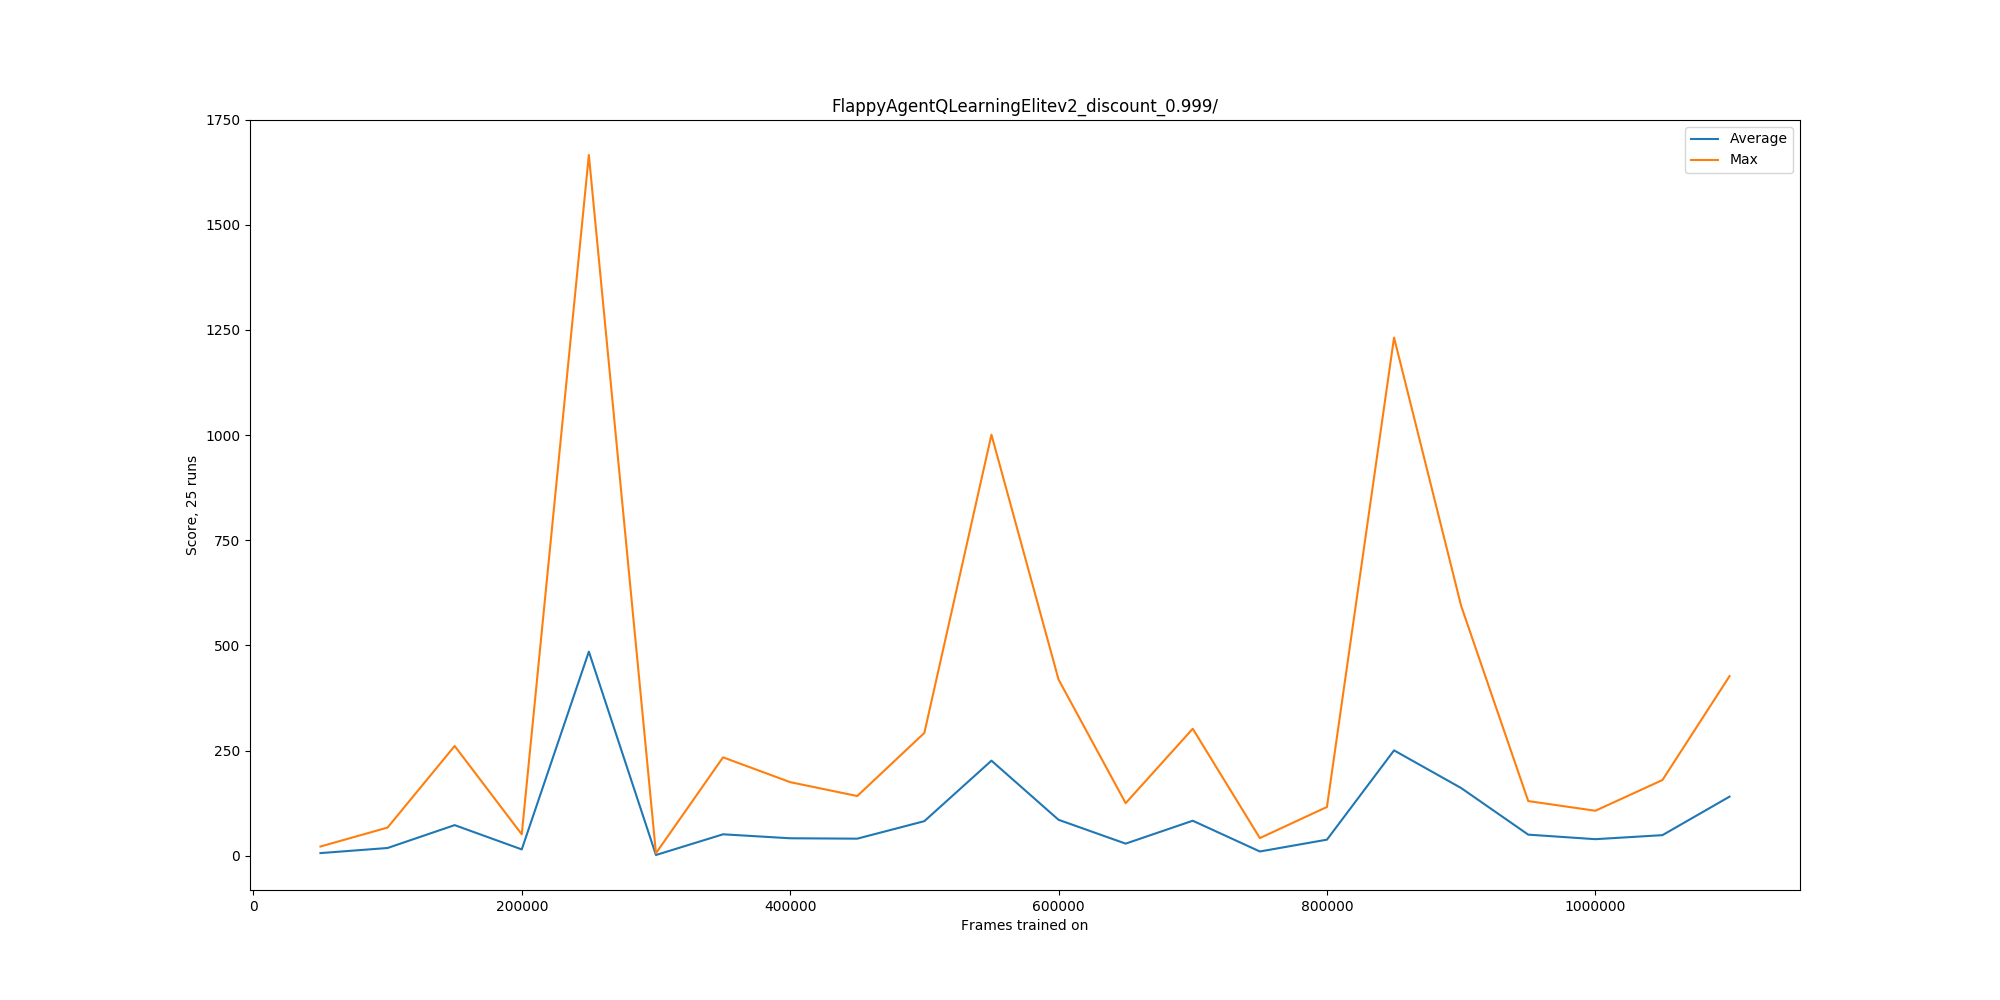 FlappyAgentQLearningElitev2_discount_0.999/
1750
1500
1250
1000
750
500
250
0
Score, 25 runs
Average
Max
0
200000
400000
600000
800000
1000000
Frames trained on